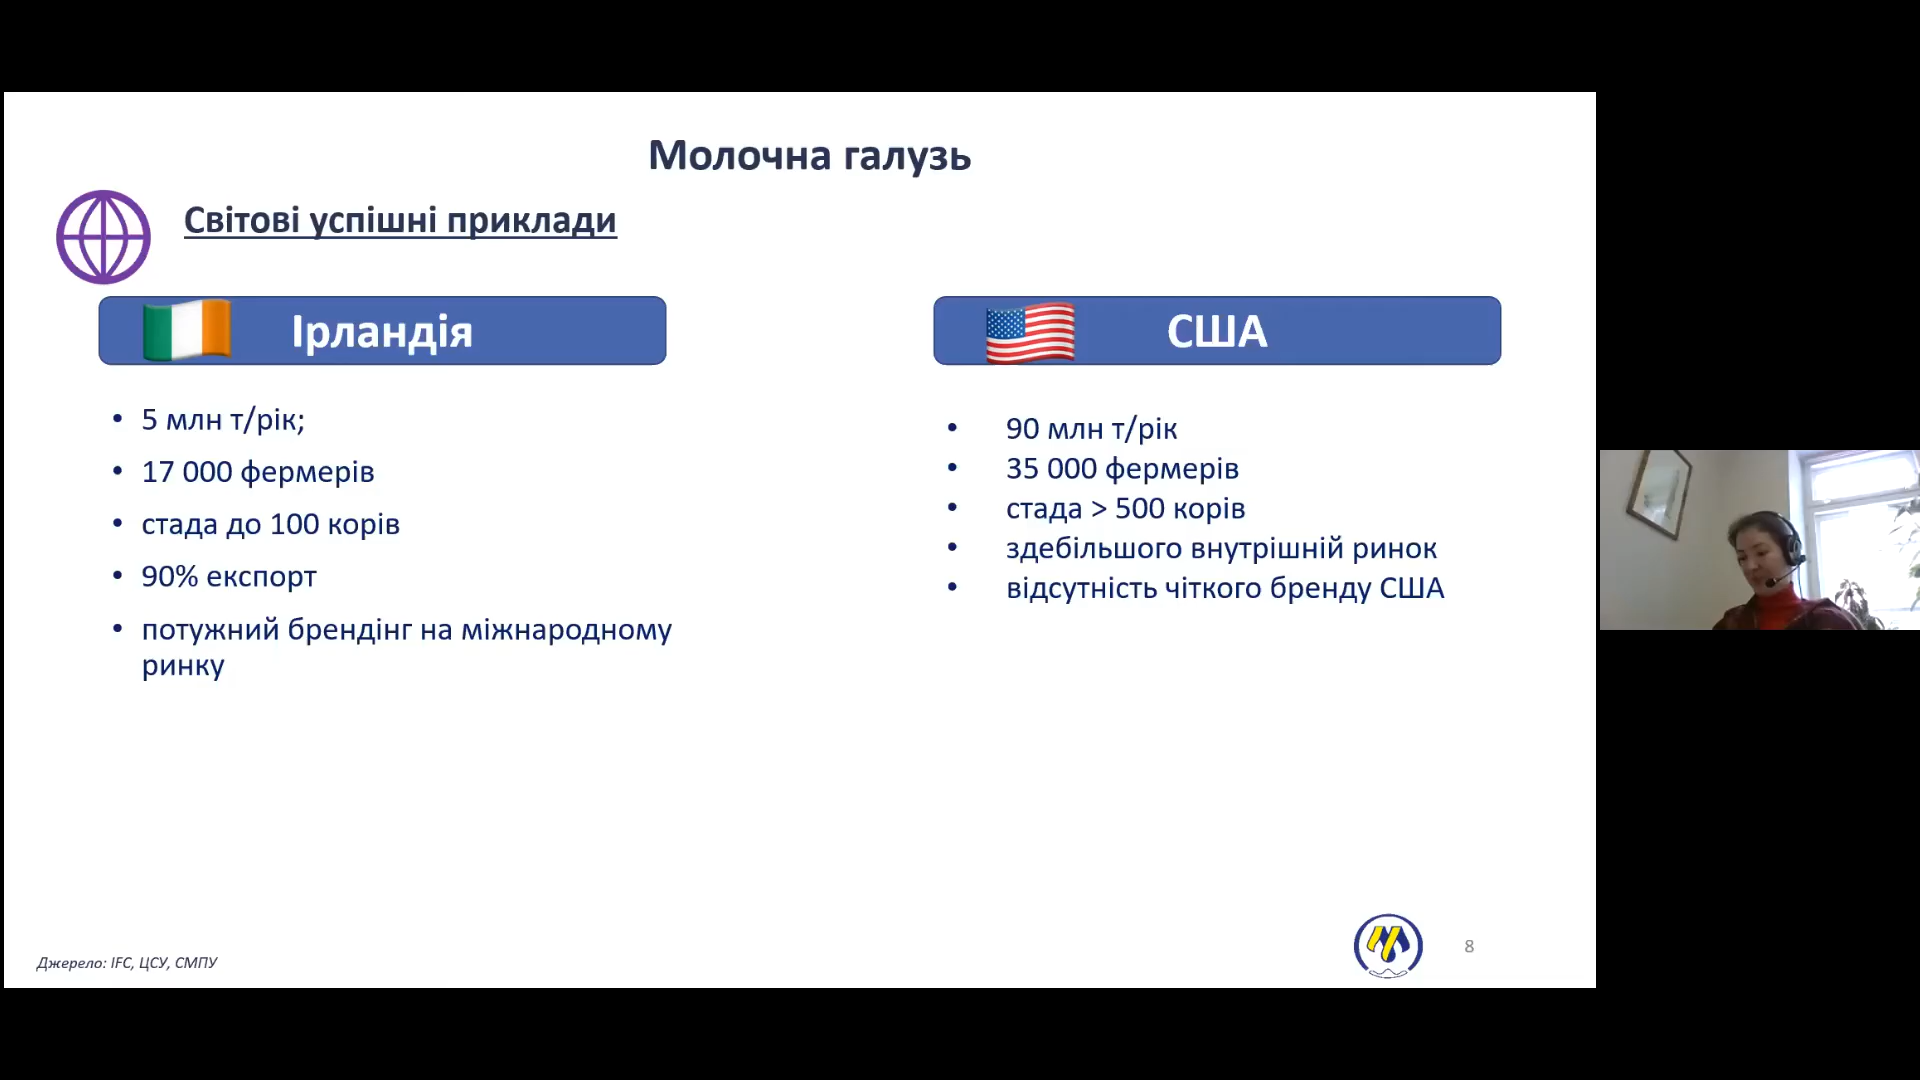 Молочна галузь
Світові успішні приклади
Ірландія
• 5 млн т/рік;
• 17 000 фермерів
• стада до 100 корів
• 90% експорт
• потужний брендінг на міжнародному
ринку
США
• 90 млн т/рік
• 35 000 фермерів
• стада > 500 корів
• здебільшого внутрішній ринок
• відсутність чіткого бренду США
Джерело: IFC, ЦСУ, СМПУ
8